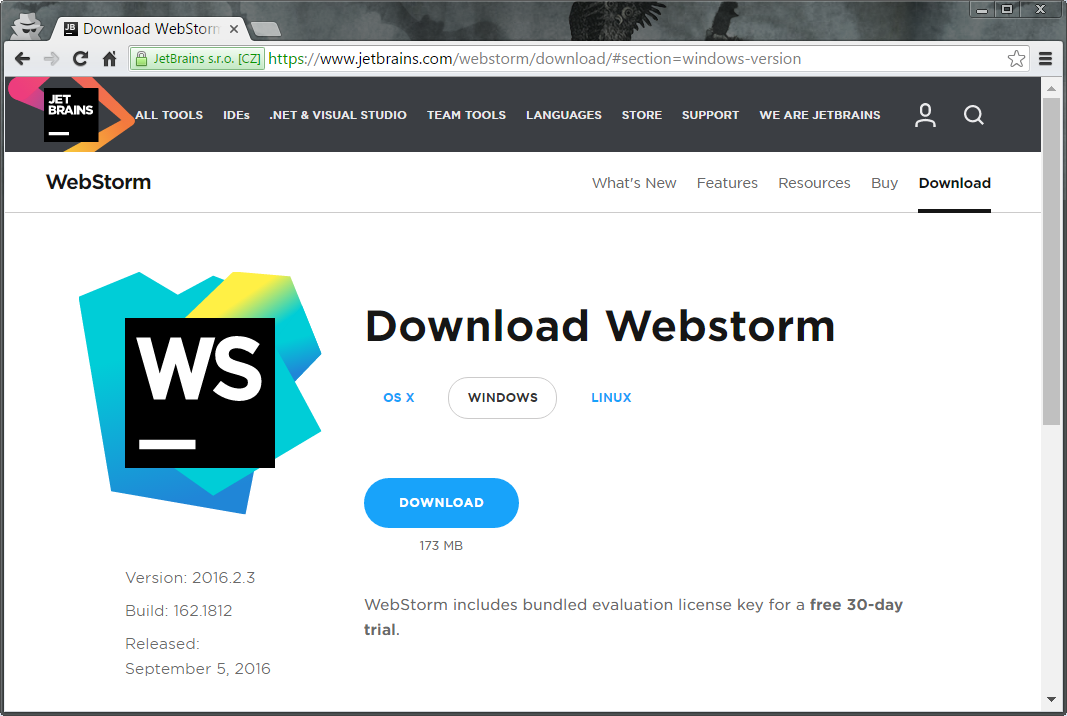 Download WebStorm
JetBrains s.r.o. [CZ] https://www.jetbrains.com/webstorm/download/#section=windows-version
JET
BRAINS
ALL TOOLS IDEs .NET & VISUAL STUDIO TEAM TOOLS LANGUAGES STORE SUPPORT WE ARE JETBRAINS
WebStorm What's New Features Resources Buy Download
WS
Download Webstorm
OS X WINDOWS LINUX
DOWNLOAD
173 MB
Version: 2016.2.3
Build: 162.1812
Released:
September 5, 2016
WebStorm includes bundled evaluation license key for a free 30-day
trial.